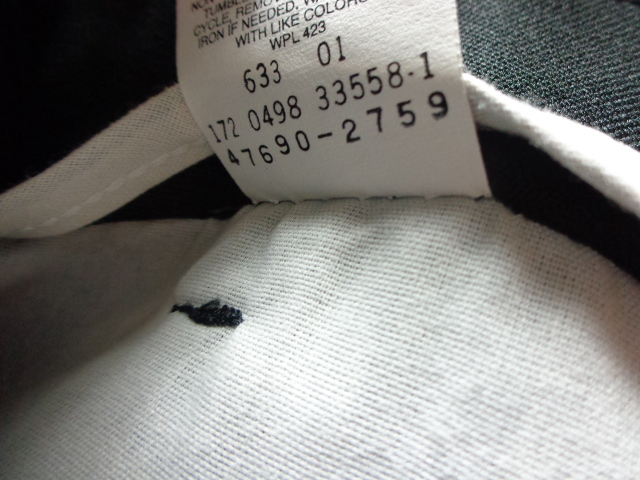 TUMBLE
CYCLE, REMOV
IRON IF NEEDED, WA
WITH LIKE COLORS
WPL 423
633 01
172 0498 33558-1
47690-2759